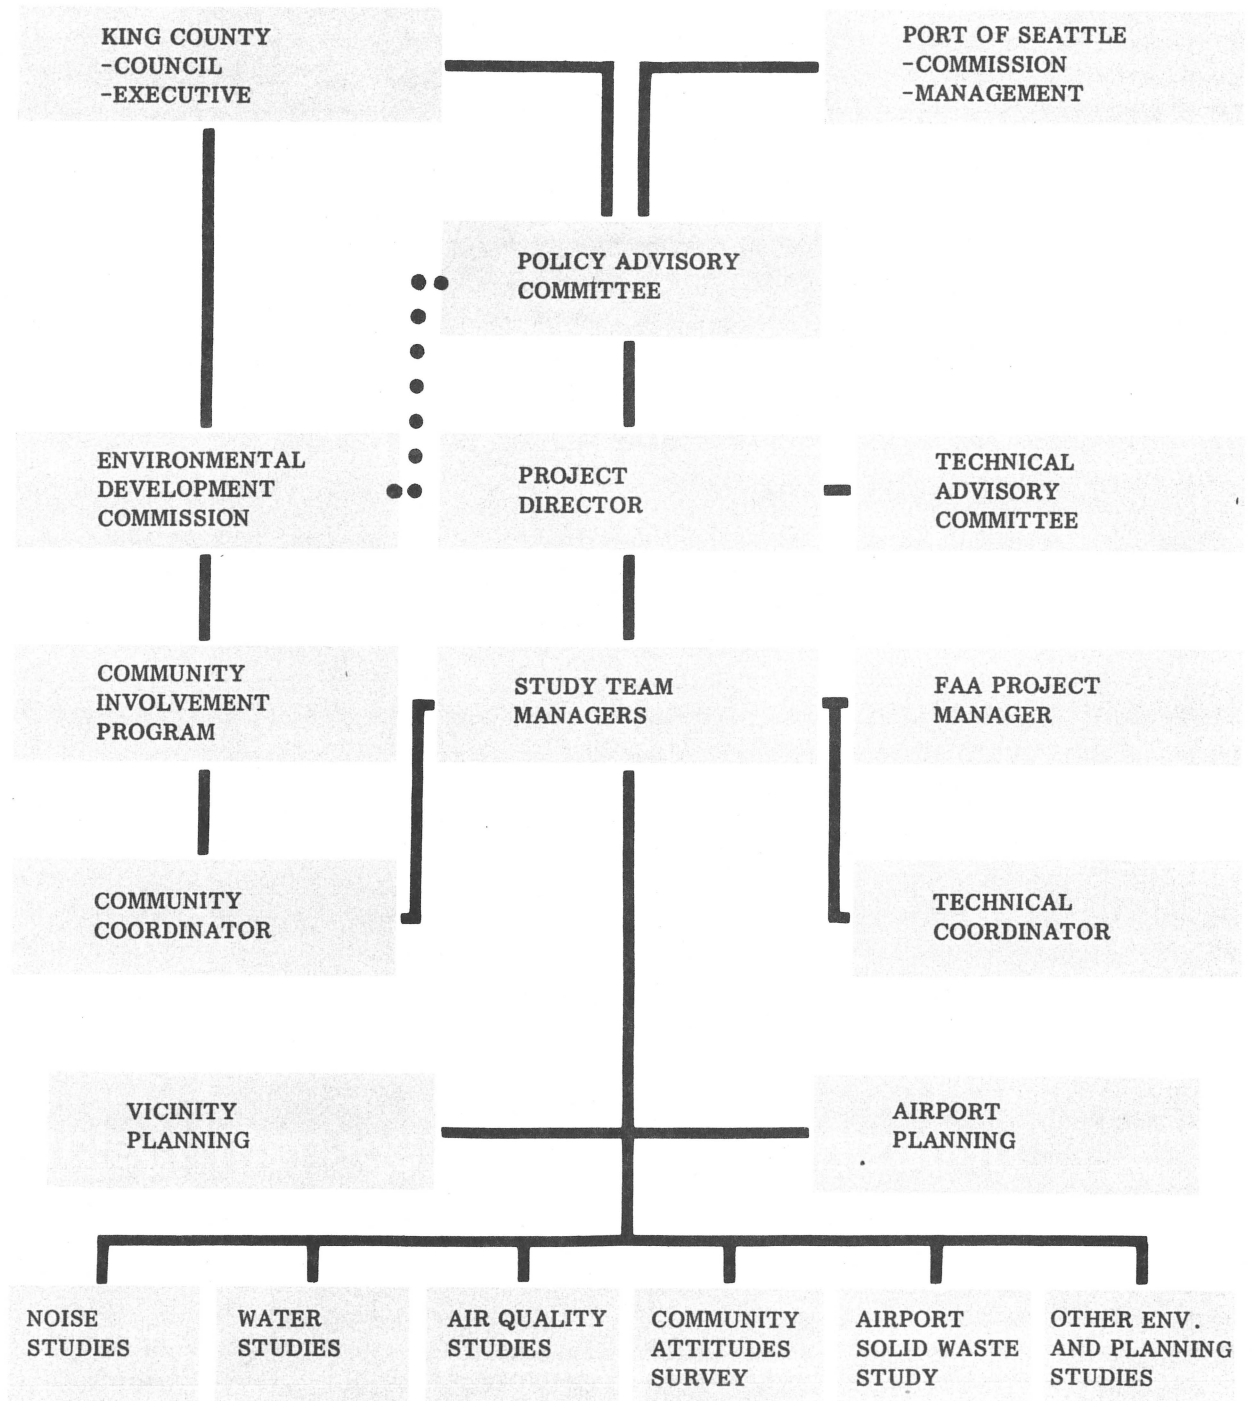 KING COUNTY
-COUNCIL
-EXECUTIVE
PORT OF SEATTLE
-COMMISSION
-MANAGEMENT
POLICY ADVISORY
COMMITTEE
ENVIRONMENTAL
DEVELOPMENT
COMMISSION
PROJECT
DIRECTOR
TECHNICAL
ADVISORY
COMMITTEE
COMMUNITY
INVOLVEMENT
PROGRAM
STUDY TEAM
MANAGERS
FAA PROJECT
MANAGER
COMMUNITY
COORDINATOR
TECHNICAL
COORDINATOR
VICINITY
PLANNING
AIRPORT
PLANNING
NOISE
STUDIES
WATER
STUDIES
AIR QUALITY
STUDIES
COMMUNITY
ATTITUDES
SURVEY
AIRPORT
SOLID WASTE
STUDY
OTHER ENV.
AND PLANNING
STUDIES